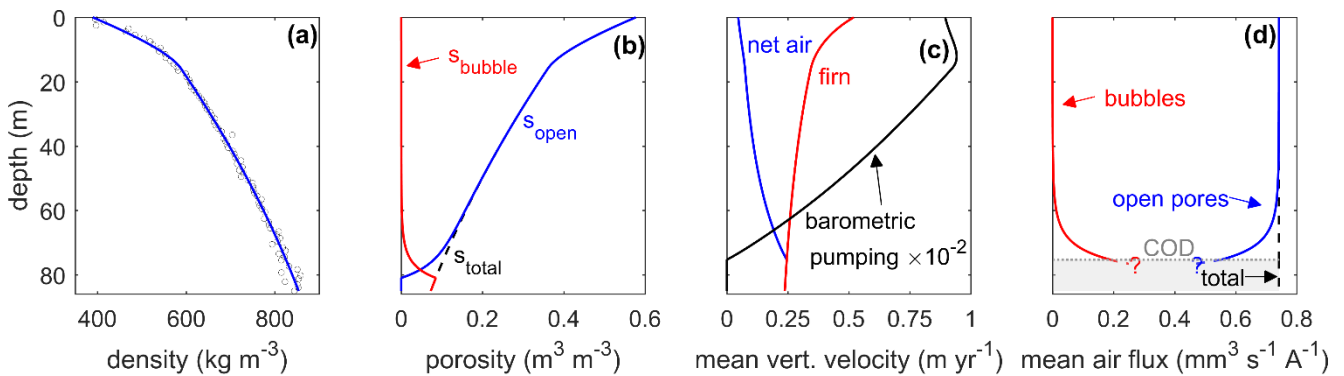 0
20
40
60
80
depth (m)
(a)
400
600
800
density (kg m⁻³)
(b)
s_bubble
s_open
s_total
0
0.2
0.4
0.6
porosity (m³ m⁻³)
net air
(c)
firn
barometric
pumping ×10⁻²
0
0.25
0.5
0.75
1
mean vert. velocity (m yr⁻¹)
(d)
bubbles
open pores
COD
? ?
total
0
0.2
0.4
0.6
0.8
mean air flux (mm³ s⁻¹ A⁻¹)